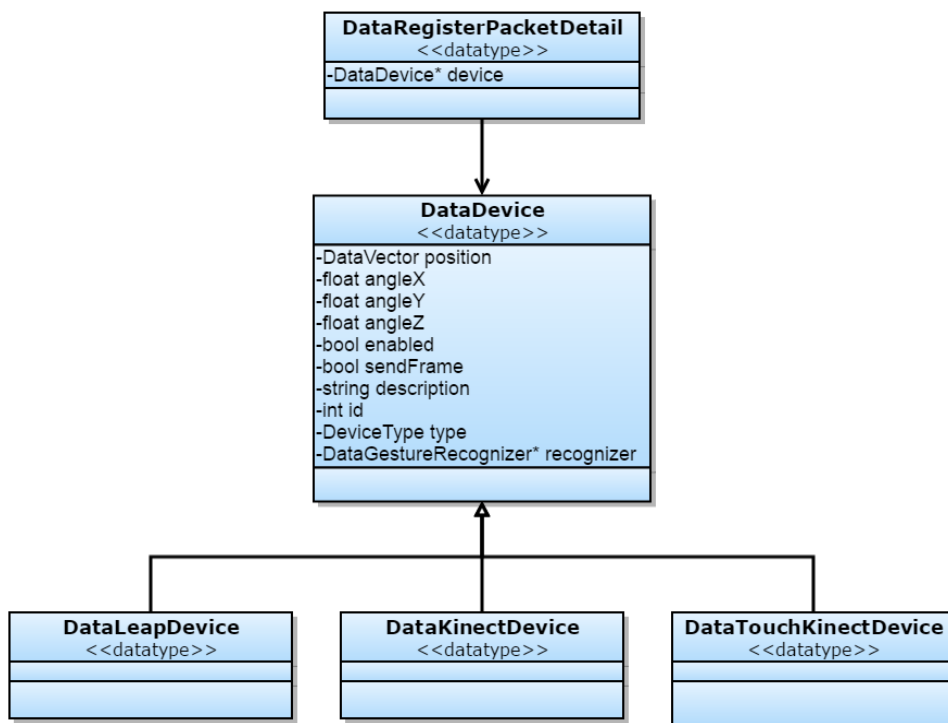 DataRegisterPacketDetail
<<datatype>>
-DataDevice* device
DataDevice
<<datatype>>
-DataVector position
-float angleX
-float angleY
-float angleZ
-bool enabled
-bool sendFrame
-string description
-int id
-DeviceType type
-DataGestureRecognizer* recognizer
DataLeapDevice
<<datatype>>
DataKinectDevice
<<datatype>>
DataTouchKinectDevice
<<datatype>>